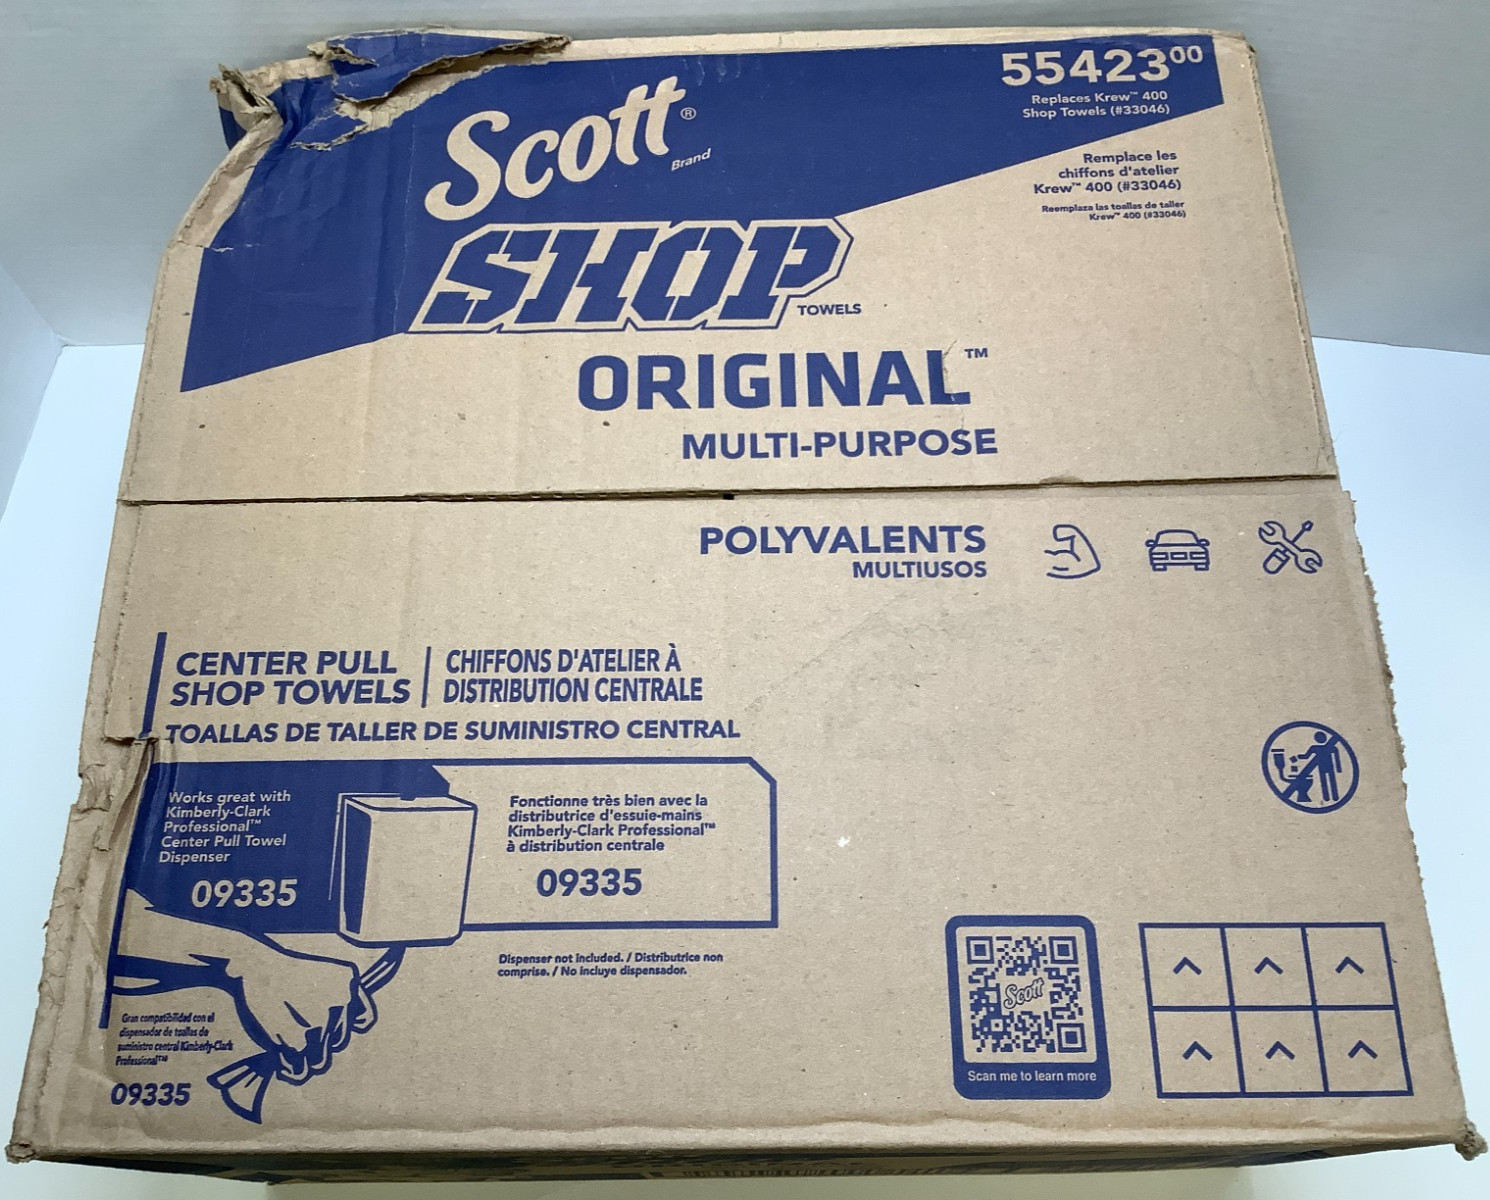 Scott®
Brand
SHOP
TOWELS
ORIGINAL™
MULTI-PURPOSE
55423⁰⁰
Replaces Krew™ 400
Shop Towels (#33046)
Remplace les
chiffons d'atelier
Krew™ 400 (#33046)
Reemplaza las toallas de taller
Krew™ 400 (#33046)
POLYVALENTS
MULTIUSOS
CENTER PULL
SHOP TOWELS
CHIFFONS D'ATELIER À
DISTRIBUTION CENTRALE
TOALLAS DE TALLER DE SUMINISTRO CENTRAL
Works great with
Kimberly-Clark
Professional™
Center Pull Towel
Dispenser
09335
Fonctionne très bien avec la
distributrice d'essuie-mains
Kimberly-Clark Professional™
à distribution centrale
09335
Dispenser not included. / Distributrice non
comprise. / No incluye dispensador.
Gran compatibilidad con el
dispensador de toallas de
suministro central Kimberly-Clark
Professional™
09335
Scott
Scan me to learn more